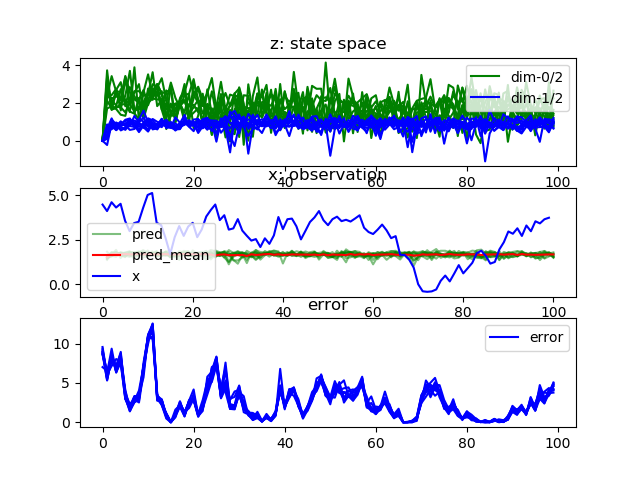 z: state space
4
2
0
dim-0/2
dim-1/2
0 20 40 60 80 100
x: observation
5.0
2.5
0.0
pred
pred_mean
x
0 20 40 60 80 100
error
10
5
0
error
0 20 40 60 80 100